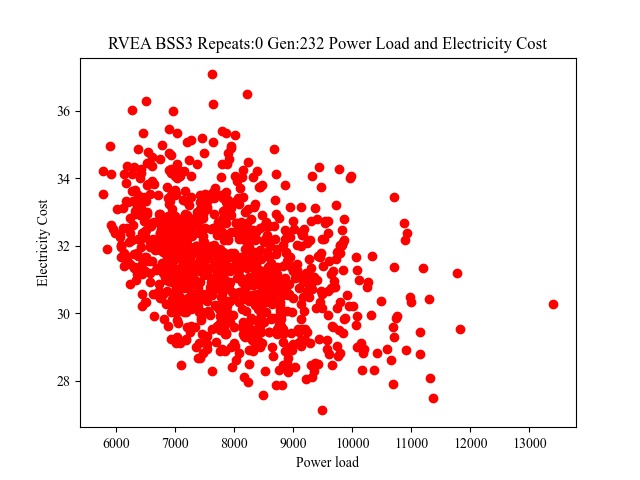 RVEA BSS3 Repeats:0 Gen:232 Power Load and Electricity Cost
36
34
32
30
28
Electricity Cost
6000 7000 8000 9000 10000 11000 12000 13000
Power load